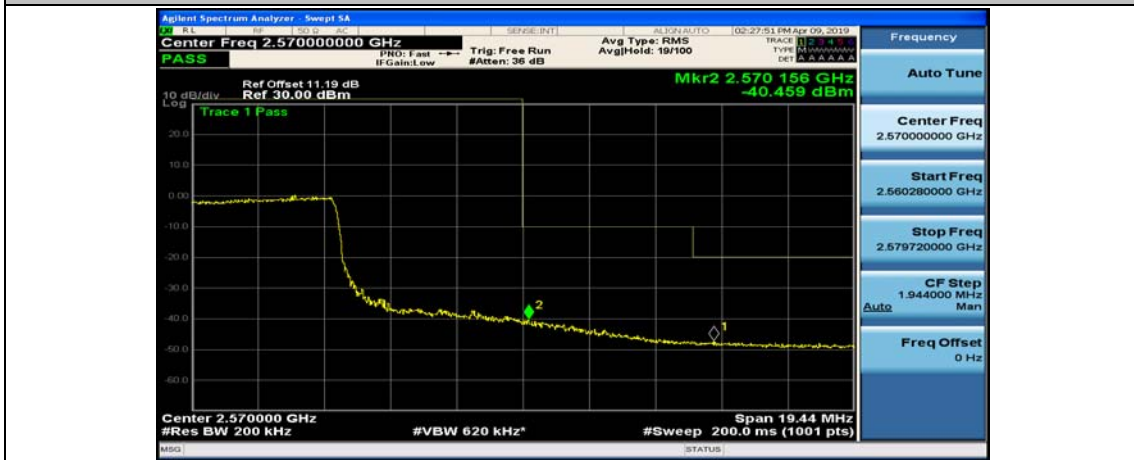 Agilent Spectrum Analyzer - Swept SA
RL RF 50 Ω AC SENSE:INT ALIGN AUTO 02:27:51 PM Apr 09, 2019
Center Freq 2.570000000 GHz
PASS
PNO: Fast
IFGain:Low
Trig: Free Run
#Atten: 36 dB
Avg Type: RMS
Avg|Hold: 19/100
TRACE 1 2 3 4 5 6
TYPE
DET A A A A A A
Ref Offset 11.19 dB
10 dB/div Ref 30.00 dBm
Log
Mkr2 2.570 156 GHz
-40.459 dBm
Trace 1 Pass
20.0
10.0
0.00
-10.0
-20.0
-30.0
-40.0
-50.0
-60.0
2
1
Center 2.570000 GHz
Span 19.44 MHz
#Res BW 200 kHz
#VBW 620 kHz*
#Sweep 200.0 ms (1001 pts)
MSG
STATUS
Frequency
Auto Tune
Center Freq
2.570000000 GHz
Start Freq
2.560280000 GHz
Stop Freq
2.579720000 GHz
CF Step
1.944000 MHz
Auto Man
Freq Offset
0 Hz